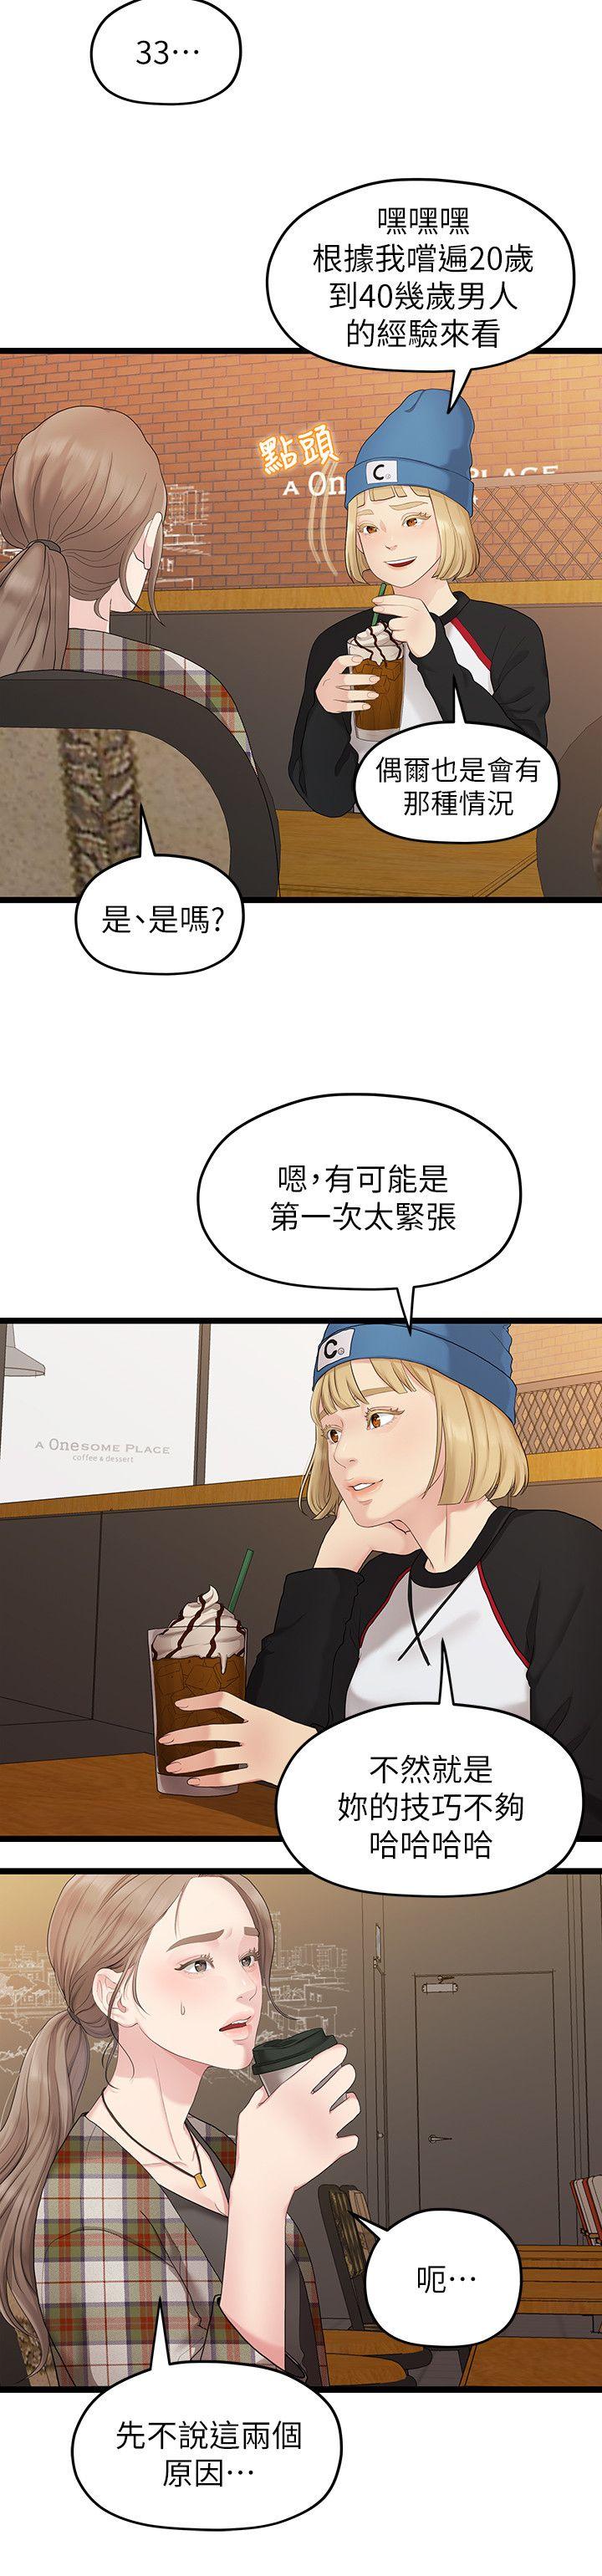 33…
嘿嘿嘿
根據我嚐遍20歲
到40幾歲男人
的經驗來看
點頭
A On
PLACE
C
偶爾也是會有
那種情況
是、是嗎?
嗯,有可能是
第一次太緊張
C
A OneSOME PLACE
coffee & dessert
不然就是
妳的技巧不夠
哈哈哈哈
呃…
先不說這兩個
原因…